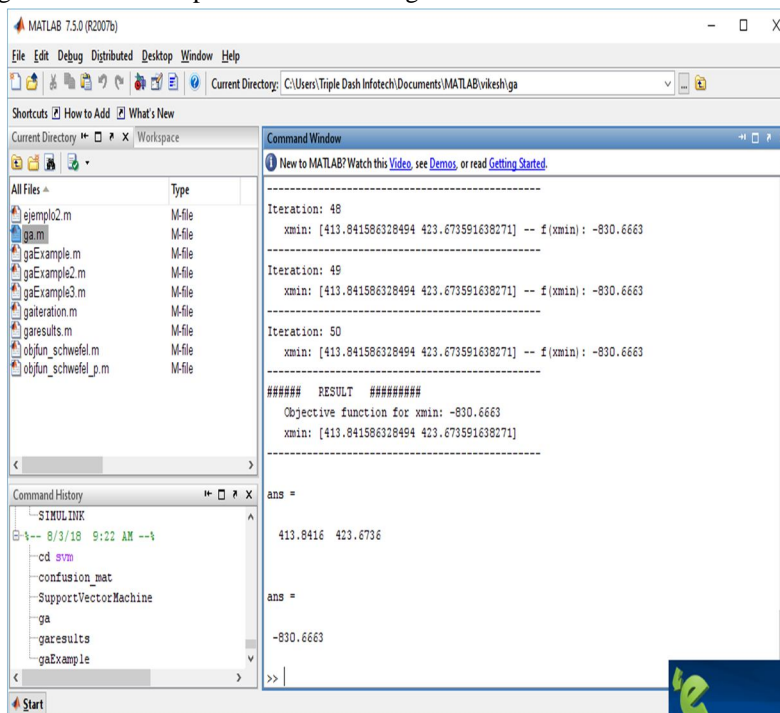 MATLAB 7.5.0 (R2007b)
File Edit Debug Distributed Desktop Window Help
Current Directory: C:\Users\Triple Dash Infotech\Documents\MATLAB\vikesh\ga
Shortcuts How to Add What's New
Current Directory Workspace
All Files Type
ejemplo2.m M-file
ga.m M-file
gaExample.m M-file
gaExample2.m M-file
gaExample3.m M-file
gaiteration.m M-file
garesults.m M-file
objfun_schwefel.m M-file
objfun_schwefel_p.m M-file
Command History
SIMULINK
%-- 8/3/18 9:22 AM --%
cd svm
confusion_mat
SupportVectorMachine
ga
garesults
gaExample
Command Window
New to MATLAB? Watch this Video, see Demos, or read Getting Started.
-----------------------------------------------
Iteration: 48
xmin: [413.841586328494 423.673591638271] -- f(xmin): -830.6663
-----------------------------------------------
Iteration: 49
xmin: [413.841586328494 423.673591638271] -- f(xmin): -830.6663
-----------------------------------------------
Iteration: 50
xmin: [413.841586328494 423.673591638271] -- f(xmin): -830.6663
-----------------------------------------------
###### RESULT #########
Objective function for xmin: -830.6663
xmin: [413.841586328494 423.673591638271]
-----------------------------------------------
ans =
413.8416 423.6736
ans =
-830.6663
>>
Start